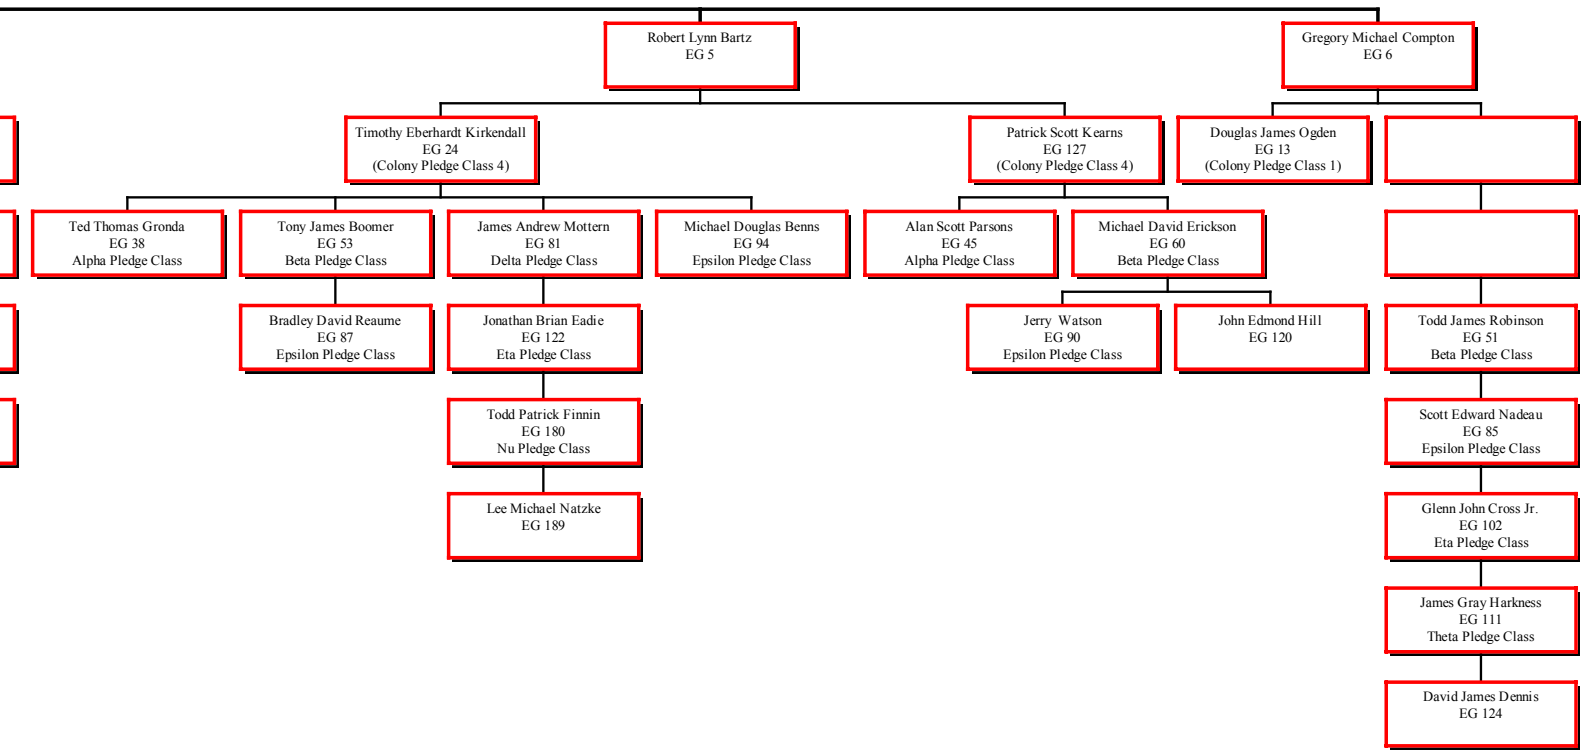 Robert Lynn Bartz
EG 5
Gregory Michael Compton
EG 6
Timothy Eberhardt Kirkendall
EG 24
(Colony Pledge Class 4)
Patrick Scott Kearns
EG 127
(Colony Pledge Class 4)
Douglas James Ogden
EG 13
(Colony Pledge Class 1)
Ted Thomas Gronda
EG 38
Alpha Pledge Class
Tony James Boomer
EG 53
Beta Pledge Class
James Andrew Mottern
EG 81
Delta Pledge Class
Michael Douglas Benns
EG 94
Epsilon Pledge Class
Alan Scott Parsons
EG 45
Alpha Pledge Class
Michael David Erickson
EG 60
Beta Pledge Class
Bradley David Reaume
EG 87
Epsilon Pledge Class
Jonathan Brian Eadie
EG 122
Eta Pledge Class
Jerry  Watson
EG 90
Epsilon Pledge Class
John Edmond Hill
EG 120
Todd James Robinson
EG 51
Beta Pledge Class
Todd Patrick Finnin
EG 180
Nu Pledge Class
Scott Edward Nadeau
EG 85
Epsilon Pledge Class
Lee Michael Natzke
EG 189
Glenn John Cross Jr.
EG 102
Eta Pledge Class
James Gray Harkness
EG 111
Theta Pledge Class
David James Dennis
EG 124